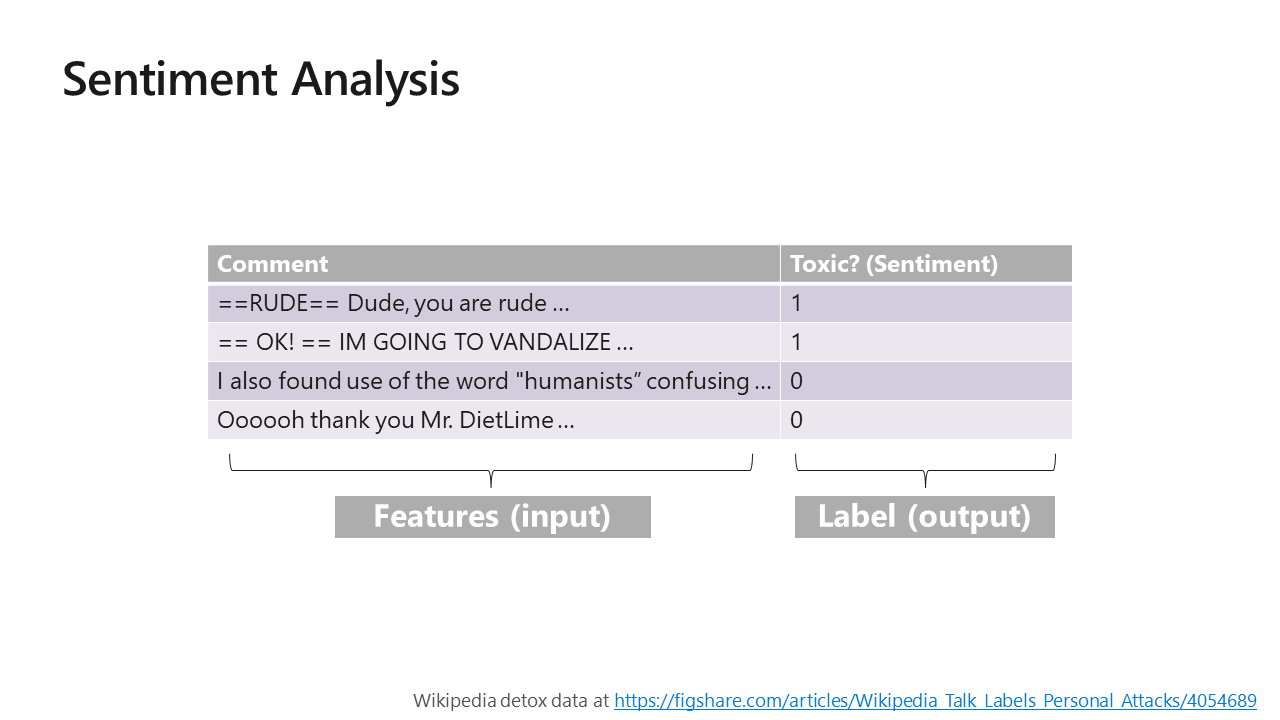 Sentiment Analysis
Comment Toxic? (Sentiment)
==RUDE== Dude, you are rude ... 1
== OK! == IM GOING TO VANDALIZE ... 1
I also found use of the word "humanists” confusing ... 0
Oooooh thank you Mr. DietLime ... 0
Features (input) Label (output)
Wikipedia detox data at https://figshare.com/articles/Wikipedia_Talk_Labels_Personal_Attacks/4054689